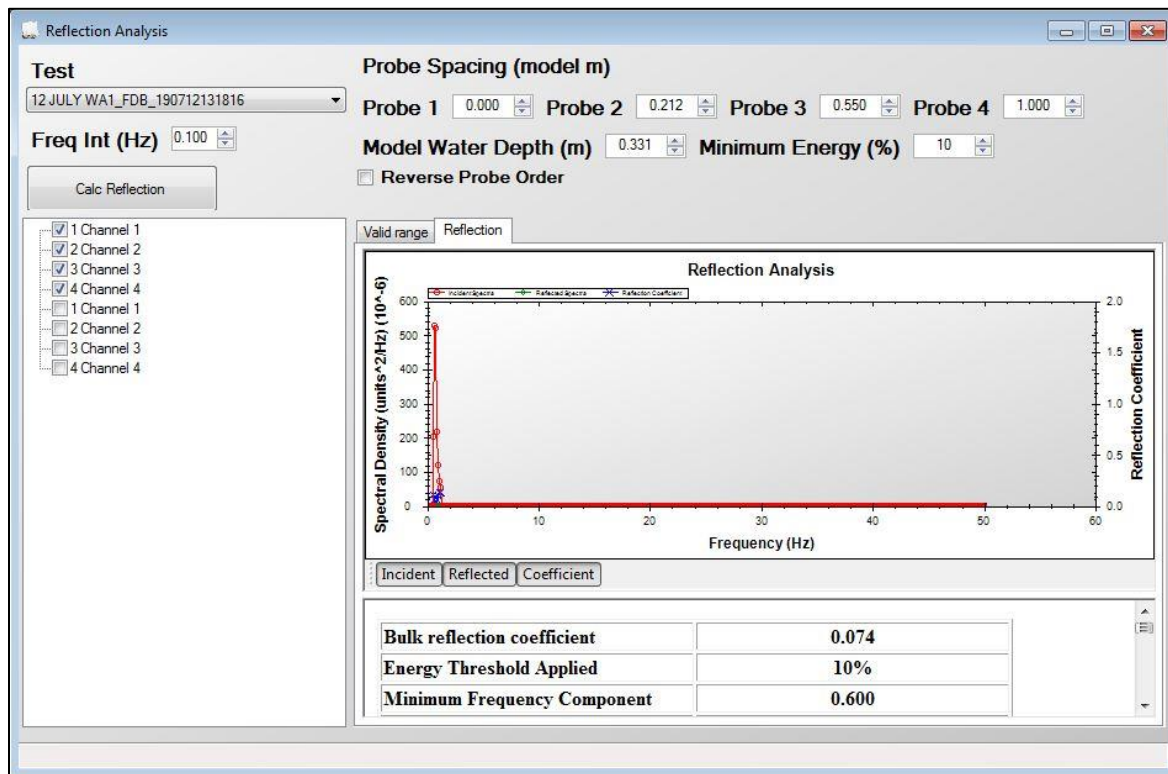 Reflection Analysis
Test
12 JULY WA1_FDB_190712131816
Freq Int (Hz) 0.100
Calc Reflection
Probe Spacing (model m)
Probe 1 0.000 Probe 2 0.212 Probe 3 0.550 Probe 4 1.000
Model Water Depth (m) 0.331 Minimum Energy (%) 10
Reverse Probe Order
1 Channel 1
2 Channel 2
3 Channel 3
4 Channel 4
1 Channel 1
2 Channel 2
3 Channel 3
4 Channel 4
Valid range Reflection
Reflection Analysis
Incident Spectra Reflected Spectra Reflection Coefficient
Spectral Density (units^2/Hz) (10^-6)
600
500
400
300
200
100
0
2.0
1.5
1.0
0.5
0.0
Reflection Coefficient
0 10 20 30 40 50 60
Frequency (Hz)
Incident Reflected Coefficient
Bulk reflection coefficient 0.074
Energy Threshold Applied 10%
Minimum Frequency Component 0.600